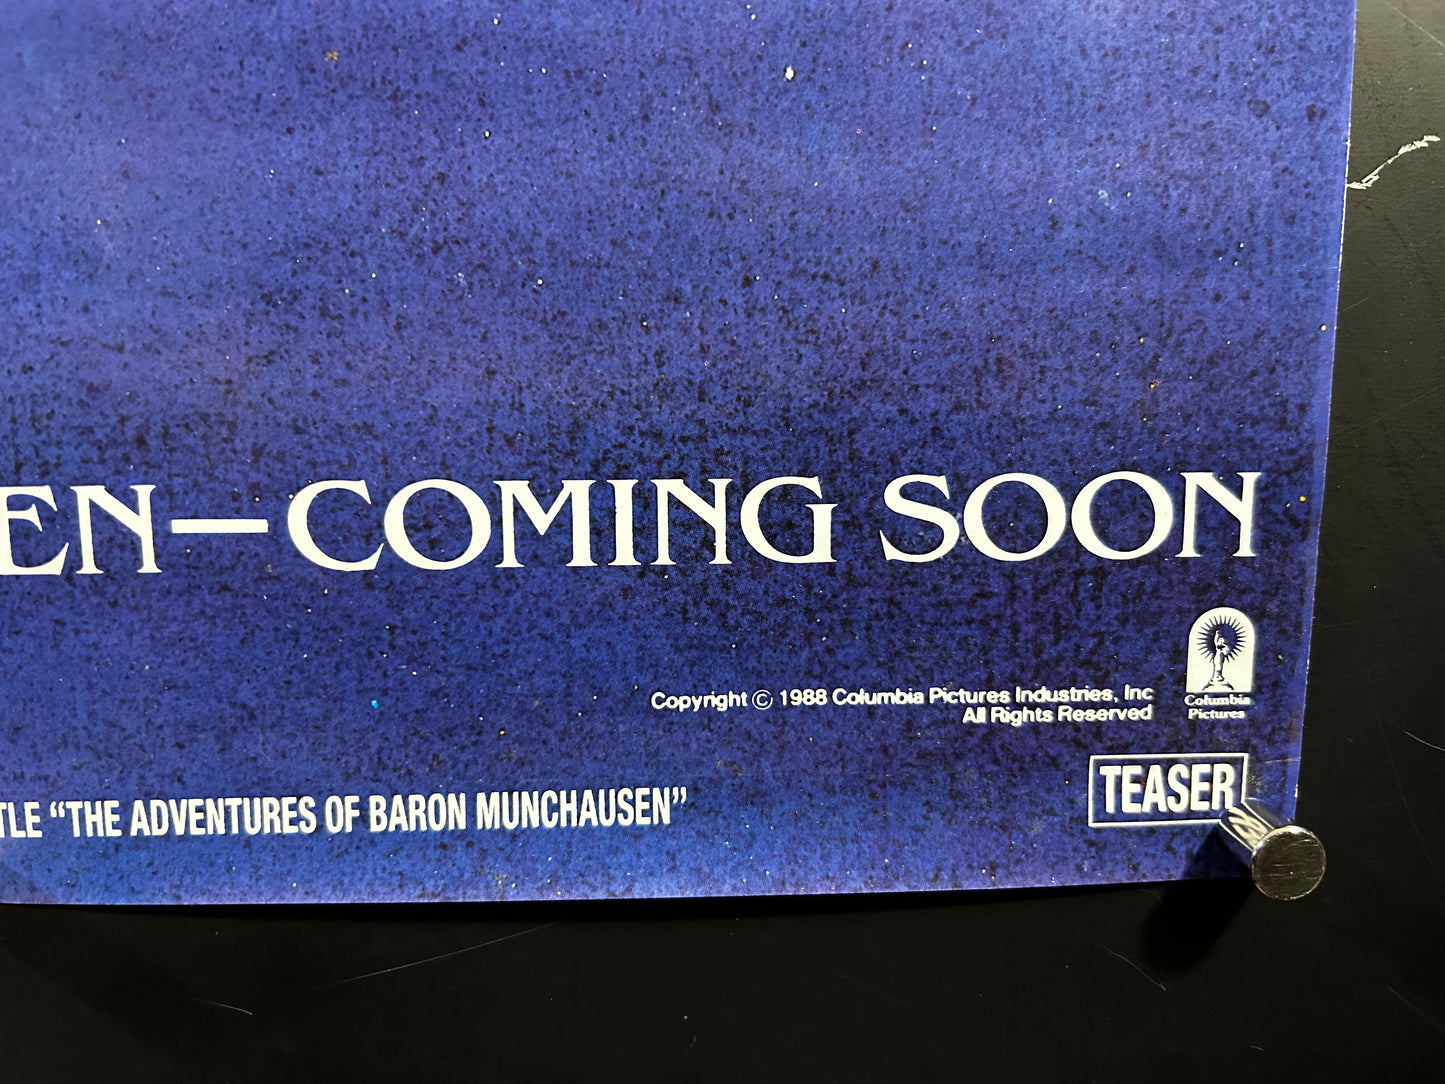 EN—COMING SOON
Copyright © 1988 Columbia Pictures Industries, Inc
All Rights Reserved
Columbia
Pictures
TLE “THE ADVENTURES OF BARON MUNCHAUSEN”
TEASER